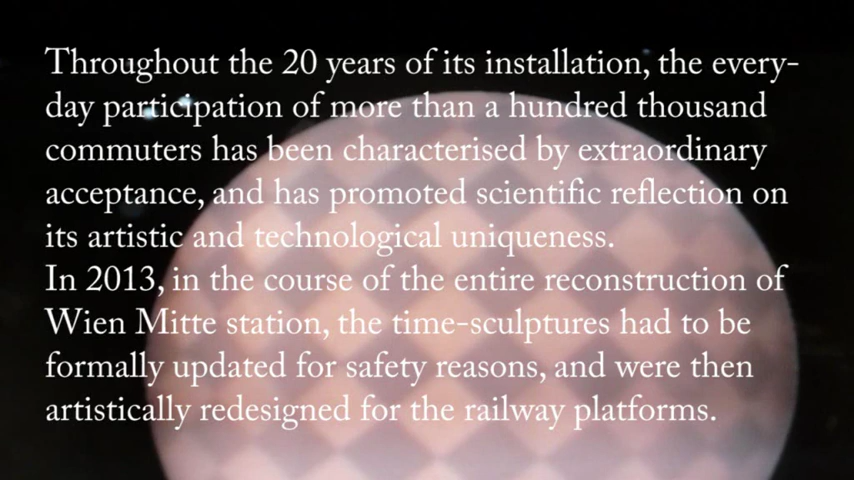 Throughout the 20 years of its installation, the every-
day participation of more than a hundred thousand
commuters has been characterised by extraordinary
acceptance, and has promoted scientific reflection on
its artistic and technological uniqueness.
In 2013, in the course of the entire reconstruction of
Wien Mitte station, the time-sculptures had to be
formally updated for safety reasons, and were then
artistically redesigned for the railway platforms.